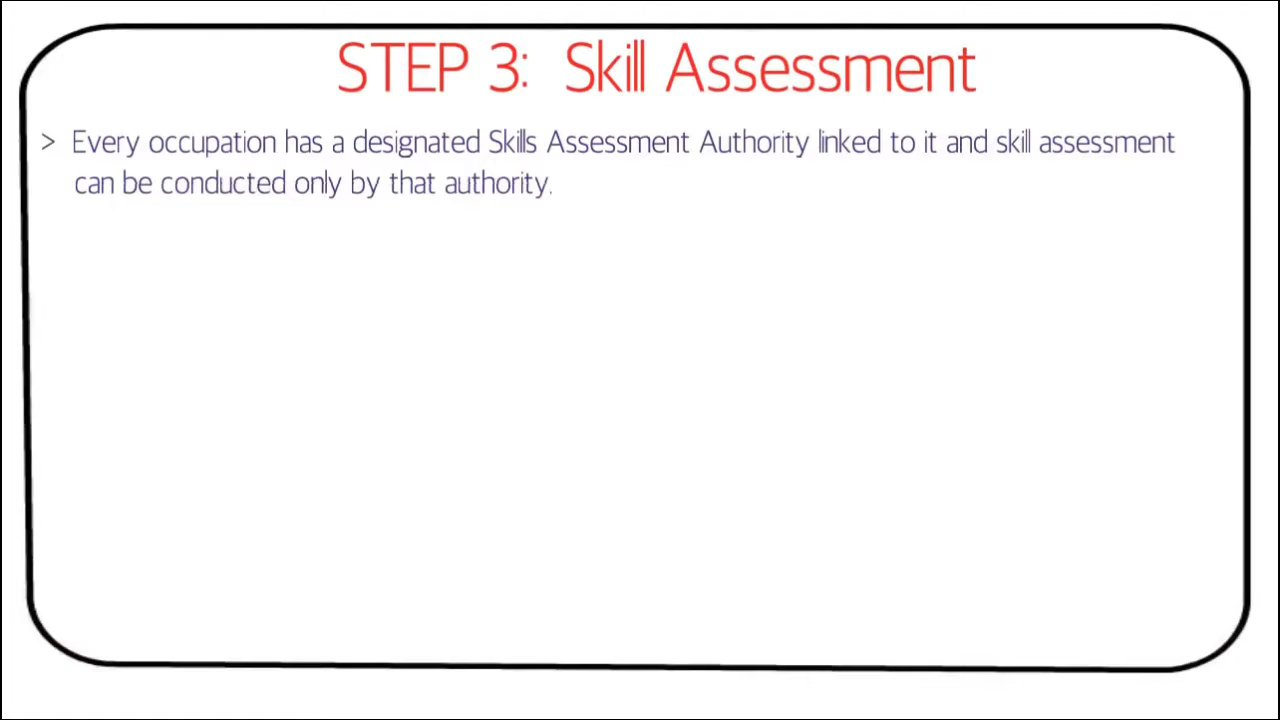 STEP 3: Skill Assessment
> Every occupation has a designated Skills Assessment Authority linked to it and skill assessment
can be conducted only by that authority.